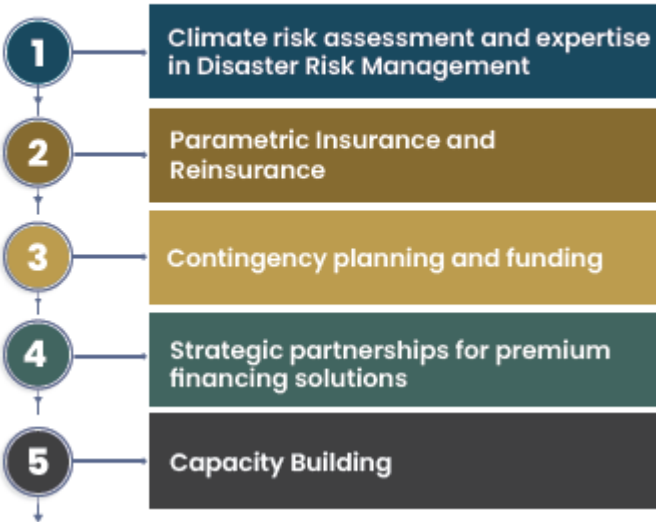 1
Climate risk assessment and expertise
in Disaster Risk Management
2
Parametric Insurance and
Reinsurance
3
Contingency planning and funding
4
Strategic partnerships for premium
financing solutions
5
Capacity Building